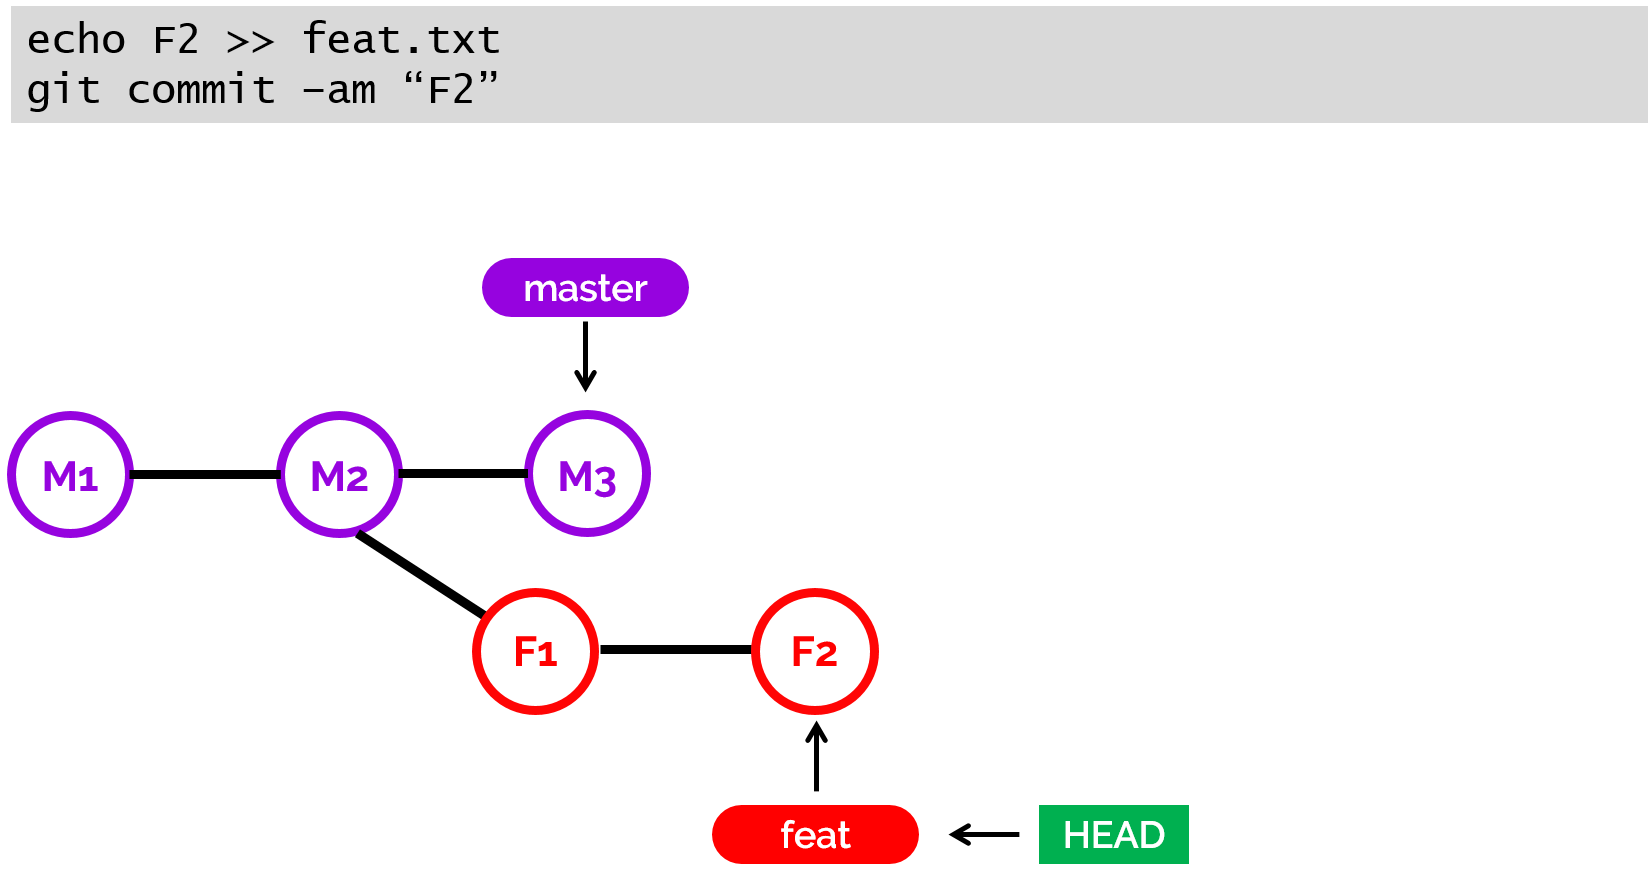 echo F2 >> feat.txt
git commit –am “F2”
master
M1
M2
M3
F1
F2
feat
HEAD